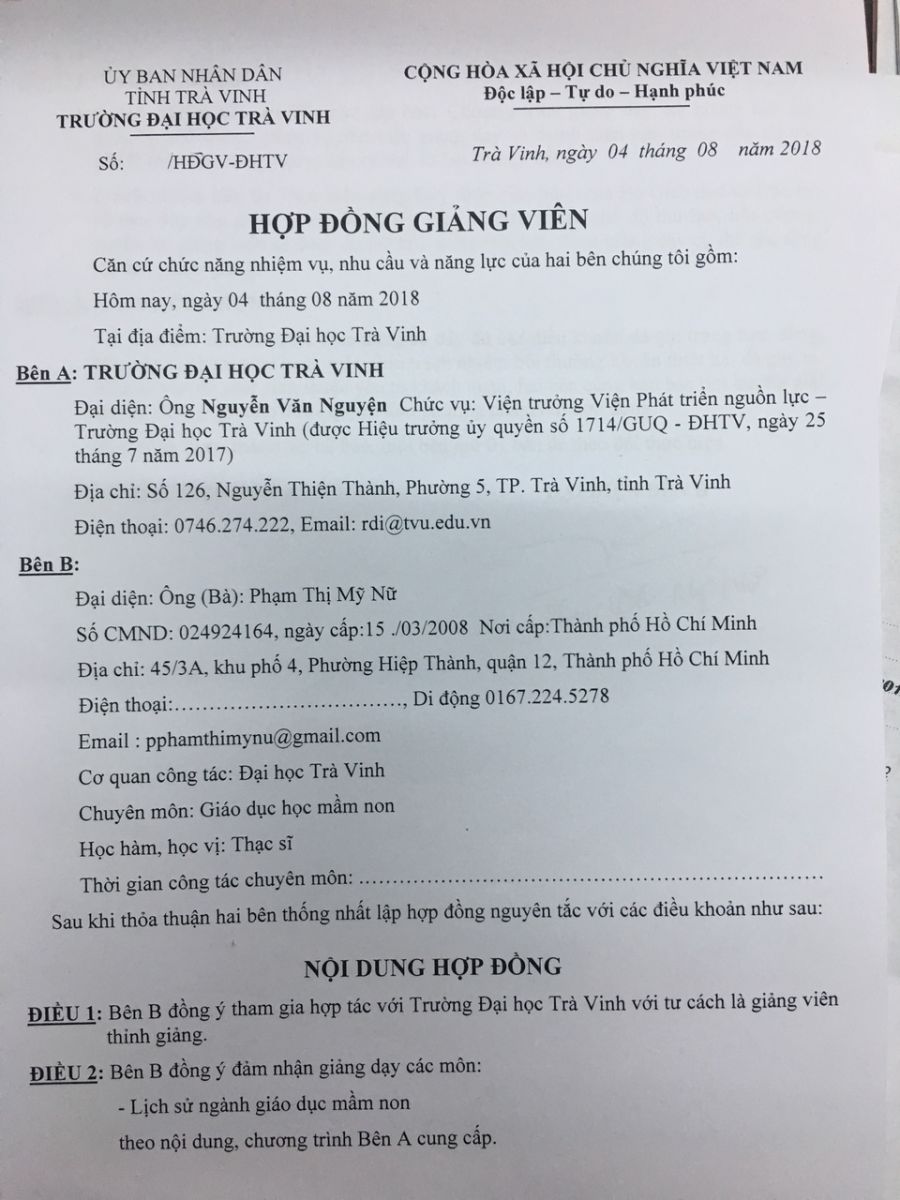 ỦY BAN NHÂN DÂN
TỈNH TRÀ VINH
TRƯỜNG ĐẠI HỌC TRÀ VINH
Số: /HĐGV-ĐHTV
CỘNG HÒA XÃ HỘI CHỦ NGHĨA VIỆT NAM
Độc lập – Tự do – Hạnh phúc
Trà Vinh, ngày 04 tháng 08 năm 2018
HỢP ĐỒNG GIẢNG VIÊN
Căn cứ chức năng nhiệm vụ, nhu cầu và năng lực của hai bên chúng tôi gồm:
Hôm nay, ngày 04 tháng 08 năm 2018
Tại địa điểm: Trường Đại học Trà Vinh
Bên A: TRƯỜNG ĐẠI HỌC TRÀ VINH
Đại diện: Ông Nguyễn Văn Nguyện Chức vụ: Viện trưởng Viện Phát triển nguồn lực –
Trường Đại học Trà Vinh (được Hiệu trưởng ủy quyền số 1714/GUQ - ĐHTV, ngày 25
tháng 7 năm 2017)
Địa chỉ: Số 126, Nguyễn Thiện Thành, Phường 5, TP. Trà Vinh, tỉnh Trà Vinh
Điện thoại: 0746.274.222, Email: rdi@tvu.edu.vn
Bên B:
Đại diện: Ông (Bà): Phạm Thị Mỹ Nữ
Số CMND: 024924164, ngày cấp:15 ./03/2008 Nơi cấp:Thành phố Hồ Chí Minh
Địa chỉ: 45/3A, khu phố 4, Phường Hiệp Thành, quận 12, Thành phố Hồ Chí Minh
Điện thoại:................................, Di động 0167.224.5278
Email : pphamthimynu@gmail.com
Cơ quan công tác: Đại học Trà Vinh
Chuyên môn: Giáo dục học mầm non
Học hàm, học vị: Thạc sĩ
Thời gian công tác chuyên môn: ................................................................
Sau khi thỏa thuận hai bên thống nhất lập hợp đồng nguyên tắc với các điều khoản như sau:
NỘI DUNG HỢP ĐỒNG
ĐIỀU 1: Bên B đồng ý tham gia hợp tác với Trường Đại học Trà Vinh với tư cách là giảng viên
thỉnh giảng.
ĐIỀU 2: Bên B đồng ý đảm nhận giảng dạy các môn:
- Lịch sử ngành giáo dục mầm non
theo nội dung, chương trình Bên A cung cấp.